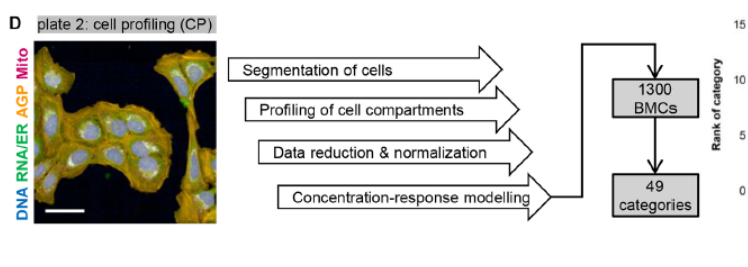 D
plate 2: cell profiling (CP)
DNA RNA/ER AGP Mito
Segmentation of cells
Profiling of cell compartments
Data reduction & normalization
Concentration-response modelling
1300
BMCs
49
categories
Rank of category
15
10
5
0